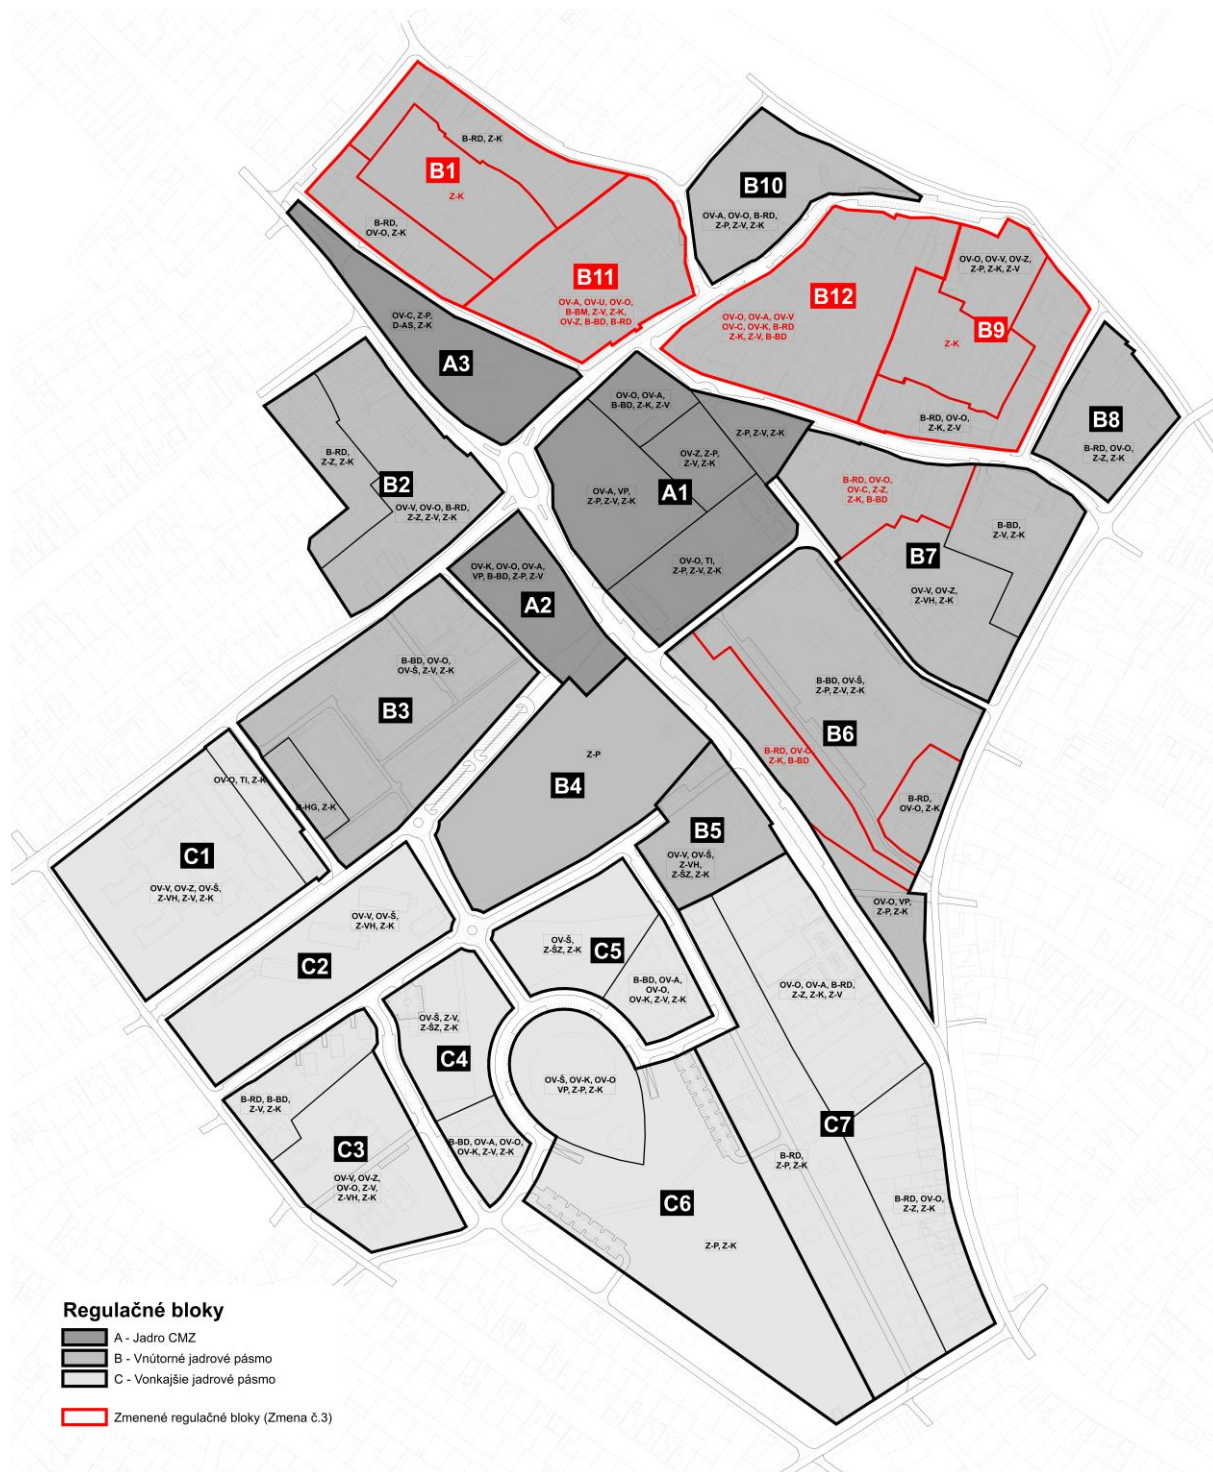 B-RD, Z-K
B1
Z-K
B-RD,
OV-O, Z-K
B10
OV-A, OV-O, B-RD,
Z-P, Z-V, Z-K
B11
OV-A, OV-U, OV-O,
B-BM, Z-V, Z-K,
OV-Z, B-BD, B-RD
B12
OV-O, OV-A, OV-V
OV-C, OV-K, B-RD
Z-K, Z-V, B-BD
OV-O, OV-V, OV-Z,
Z-P, Z-K, Z-V
B9
Z-K
B-RD, OV-O,
Z-K, Z-V
OV-C, Z-P,
D-AS, Z-K
A3
B8
B-RD, OV-O,
Z-Z, Z-K
OV-O, OV-A,
B-BD, Z-K, Z-V
Z-P, Z-V, Z-K
OV-Z, Z-P,
Z-V, Z-K
A1
OV-A, VP,
Z-P, Z-V, Z-K
OV-O, TI,
Z-P, Z-V, Z-K
B-RD,
Z-Z, Z-K
B2
OV-V, OV-O, B-RD,
Z-Z, Z-V, Z-K
B-RD, OV-O,
OV-C, Z-Z,
Z-K, B-BD
B-BD,
Z-V, Z-K
B7
OV-V, OV-Z,
Z-VH, Z-K
OV-K, OV-O, OV-A,
VP, B-BD, Z-P, Z-V
A2
B-BD, OV-O,
OV-Š, Z-V, Z-K
B3
B-HG, Z-K
B-BD, OV-Š,
Z-P, Z-V, Z-K
B6
B-RD, OV-O
Z-K, B-BD
B-RD,
OV-O, Z-K
OV-O, VP,
Z-P, Z-K
Z-P
B4
B5
OV-V, OV-Š,
Z-VH,
Z-ŠZ, Z-K
OV-O, TI, Z-K
C1
OV-V, OV-Z, OV-Š,
Z-VH, Z-V, Z-K
OV-V, OV-Š,
Z-VH, Z-K
C2
OV-Š,
Z-ŠZ, Z-K
C5
B-BD, OV-A,
OV-O,
OV-K, Z-V, Z-K
OV-O, OV-A, B-RD,
Z-Z, Z-K, Z-V
OV-Š, Z-V,
Z-ŠZ, Z-K
C4
B-BD, OV-A, OV-O,
OV-K, Z-V, Z-K
OV-Š, OV-K, OV-O
VP, Z-P, Z-K
B-RD, B-BD,
Z-V, Z-K
C3
OV-V, OV-Z,
OV-O, Z-V,
Z-VH, Z-K
C7
B-RD,
Z-P, Z-K
B-RD, OV-O,
Z-Z, Z-K
C6
Z-P, Z-K
Regulačné bloky
A - Jadro CMZ
B - Vnútorné jadrové pásmo
C - Vonkajšie jadrové pásmo
Zmenené regulačné bloky (Zmena č.3)